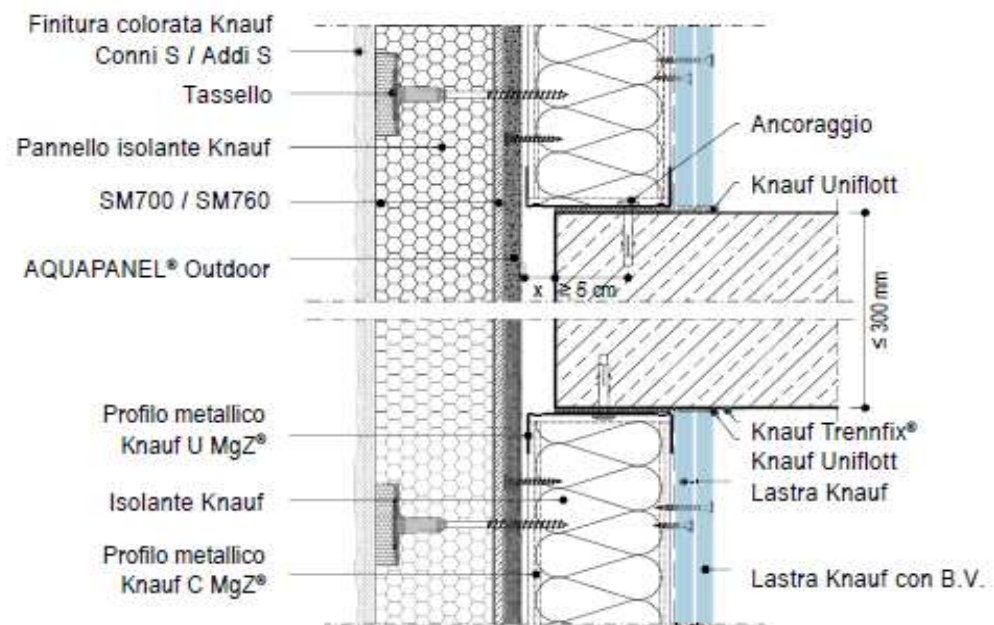 Finitura colorata Knauf
Conni S / Addi S
Tassello
Pannello isolante Knauf
SM700 / SM760
AQUAPANEL® Outdoor
Profilo metallico
Knauf U MgZ®
Isolante Knauf
Profilo metallico
Knauf C MgZ®
x
≥ 5 cm
≤ 300 mm
Ancoraggio
Knauf Uniflott
Knauf Trennfix®
Knauf Uniflott
Lastra Knauf
Lastra Knauf con B.V.